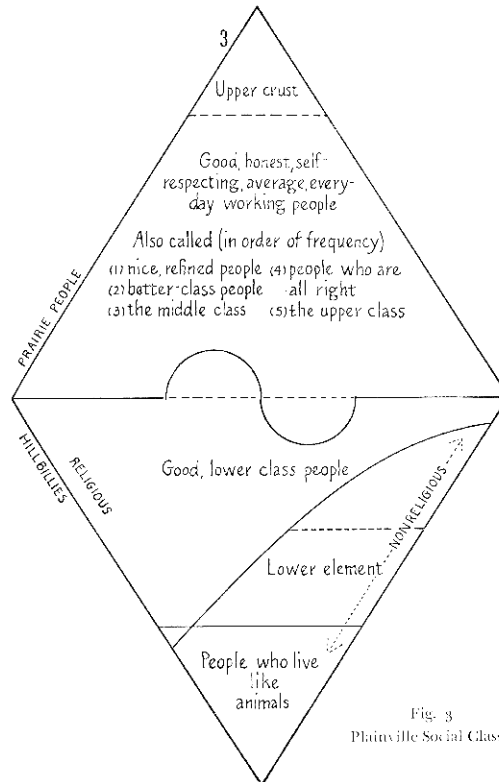 3
Upper crust
Good, honest, self-
respecting, average, every-
day working people
Also called (in order of frequency)
(1) nice, refined people (4) people who are
(2) better-class people all right
(3) the middle class (5) the upper class
PRAIRIE PEOPLE
HILLBILLIES
RELIGIOUS
Good, lower class people
NONRELIGIOUS
Lower element
People who live
like
animals
Fig. 3
Plainville Social Class